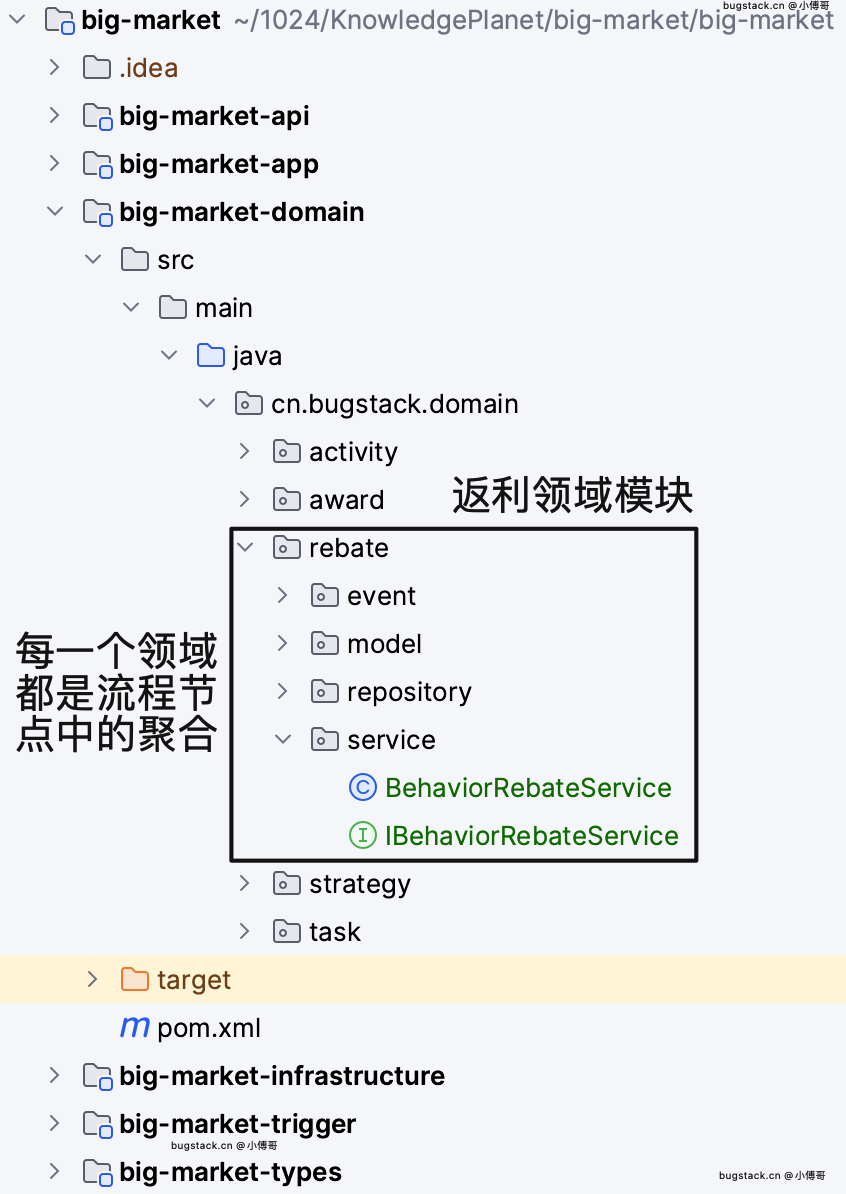 bugstack.cn @小傅哥
big-market ~/1024/KnowledgePlanet/big-market/big-market
.idea
big-market-api
big-market-app
big-market-domain
src
main
java
cn.bugstack.domain
activity
award
返利领域模块
rebate
event
model
repository
service
每一个领域
都是流程节
点中的聚合
BehaviorRebateService
IBehaviorRebateService
strategy
task
target
pom.xml
big-market-infrastructure
big-market-trigger
bugstack.cn @小傅哥
big-market-types
bugstack.cn @小傅哥